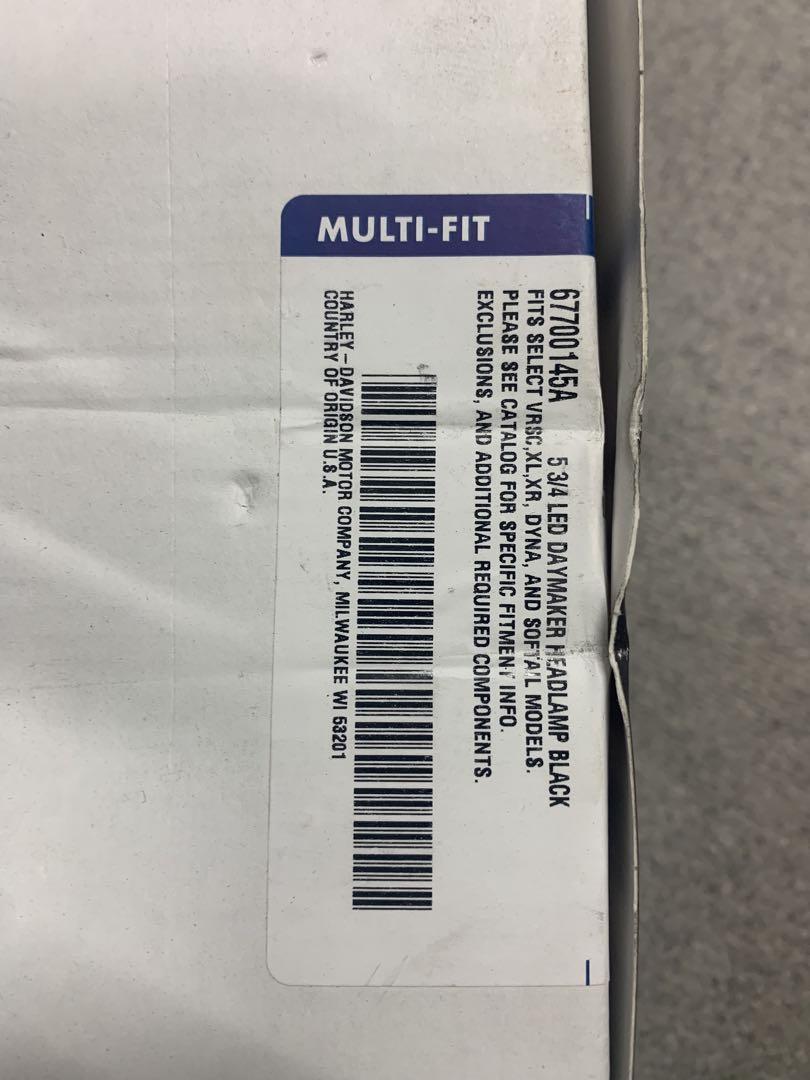 MULTI-FIT
67700145A 5 3/4 LED DAYMAKER HEADLAMP BLACK
FITS SELECT VRSC,XL,XR, DYNA, AND SOFTAIL MODELS.
PLEASE SEE CATALOG FOR SPECIFIC FITMENT INFO.
EXCLUSIONS, AND ADDITIONAL REQUIRED COMPONENTS.
HARLEY-DAVIDSON MOTOR COMPANY, MILWAUKEE WI 53201
COUNTRY OF ORIGIN U.S.A.